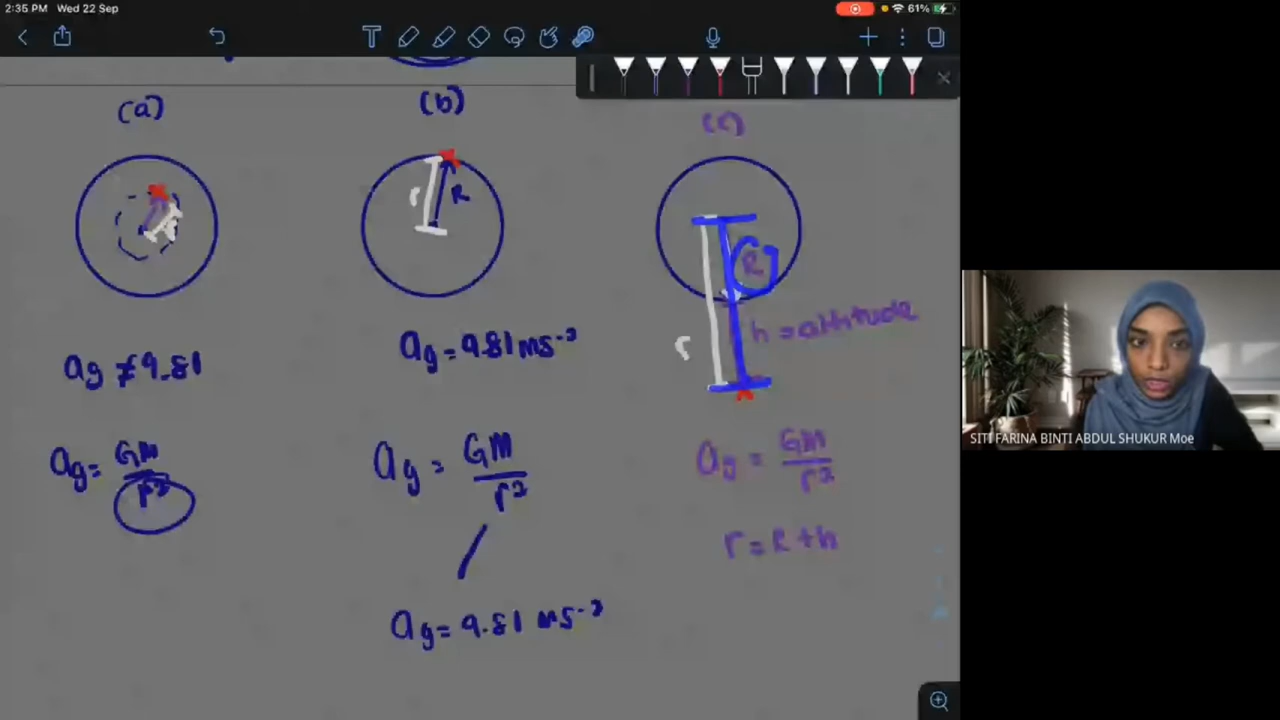 2:35 PM Wed 22 Sep
61%
(a)
(b)
(c)
r
R
R
r
h = altitude
ag ≠ 9.81
ag = 9.81 ms⁻²
ag = GM/r²
ag = GM/r²
ag = GM/r²
r = R + h
ag = 9.81 ms⁻²
SITI FARINA BINTI ABDUL SHUKUR Moe